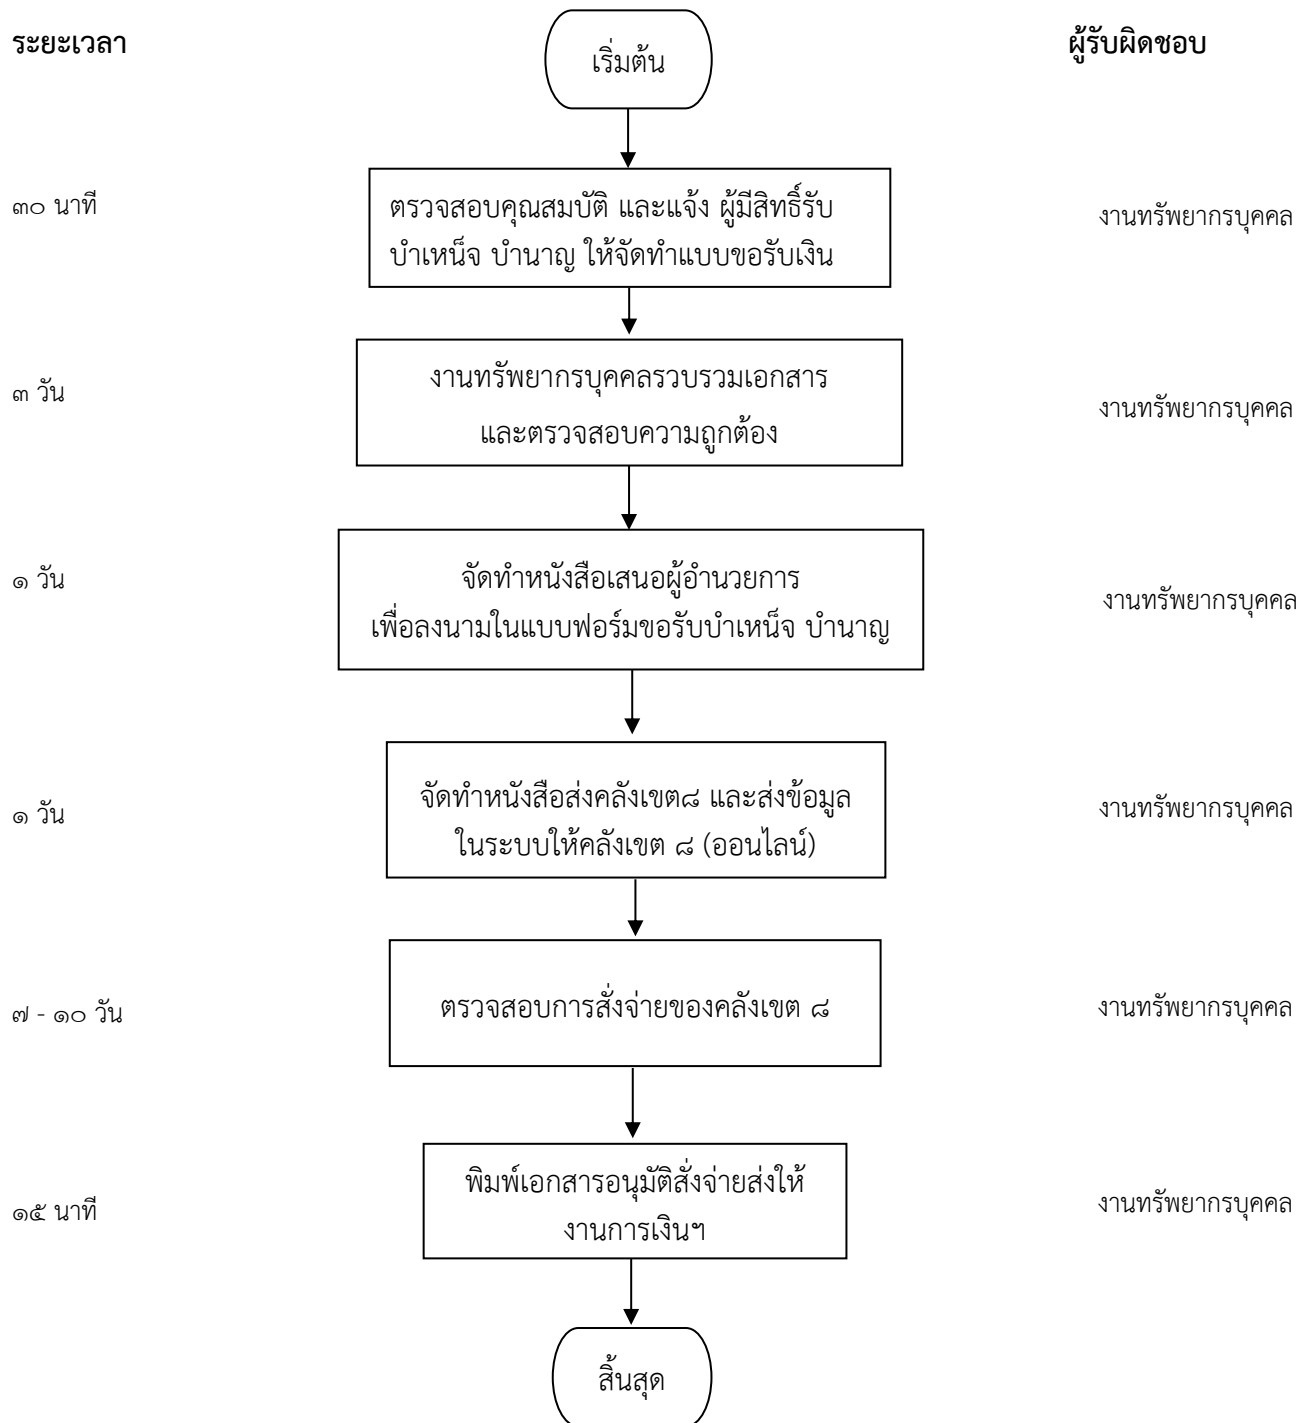 ระยะเวลา
เริ่มต้น
ผู้รับผิดชอบ
๓๐ นาที
ตรวจสอบคุณสมบัติ และแจ้ง ผู้มีสิทธิ์รับ
บำเหน็จ บำนาญ ให้จัดทำแบบขอรับเงิน
งานทรัพยากรบุคคล
๓ วัน
งานทรัพยากรบุคคลรวบรวมเอกสาร
และตรวจสอบความถูกต้อง
งานทรัพยากรบุคคล
๑ วัน
จัดทำหนังสือเสนอผู้อำนวยการ
เพื่อลงนามในแบบฟอร์มขอรับบำเหน็จ บำนาญ
งานทรัพยากรบุคคล
๑ วัน
จัดทำหนังสือส่งคลังเขต๘ และส่งข้อมูล
ในระบบให้คลังเขต ๘ (ออนไลน์)
งานทรัพยากรบุคคล
๗ - ๑๐ วัน
ตรวจสอบการสั่งจ่ายของคลังเขต ๘
งานทรัพยากรบุคคล
๑๕ นาที
พิมพ์เอกสารอนุมัติสั่งจ่ายส่งให้
งานการเงินฯ
งานทรัพยากรบุคคล
สิ้นสุด